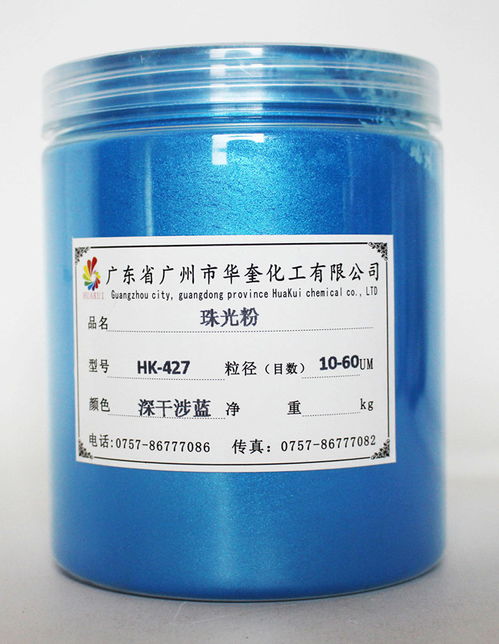 HUAKUI
广东省广州市华奎化工有限公司
Guangzhou city, guangdong province HuaKui chemical co., LTD
品名 珠光粉
型号 HK-427 粒径（目数） 10-60UM
颜色 深干涉蓝 净 重 kg
电话:0757-86777086 传真: 0757-86777082